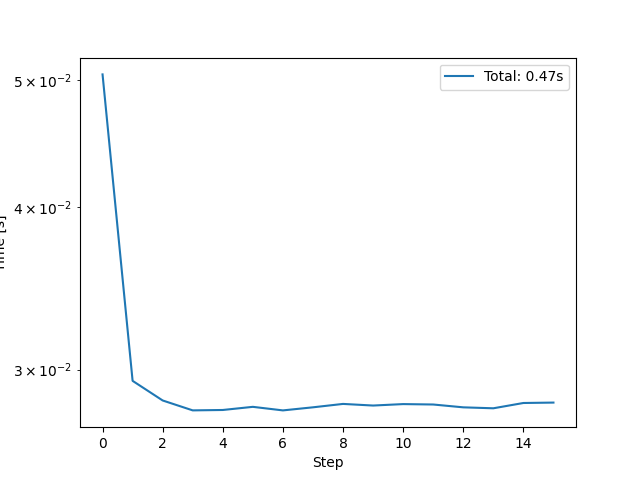 Total: 0.47s
5 × 10⁻²
4 × 10⁻²
3 × 10⁻²
[s]
0 2 4 6 8 10 12 14
Step